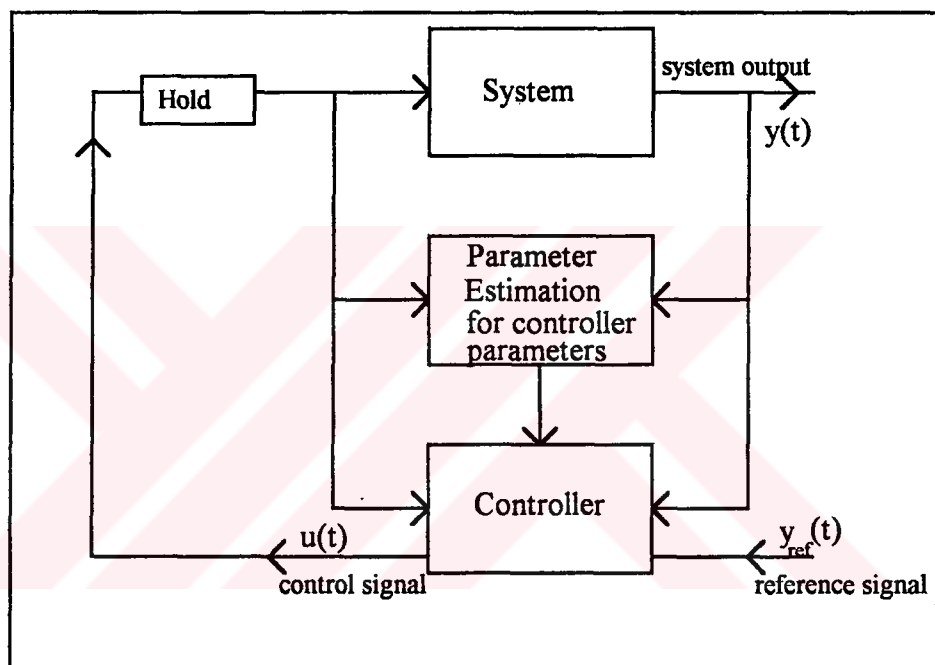 system output
System
Hold
y(t)
Parameter
Estimation
for controller
parameters
Controller
u(t)
y_ref(t)
control signal
reference signal